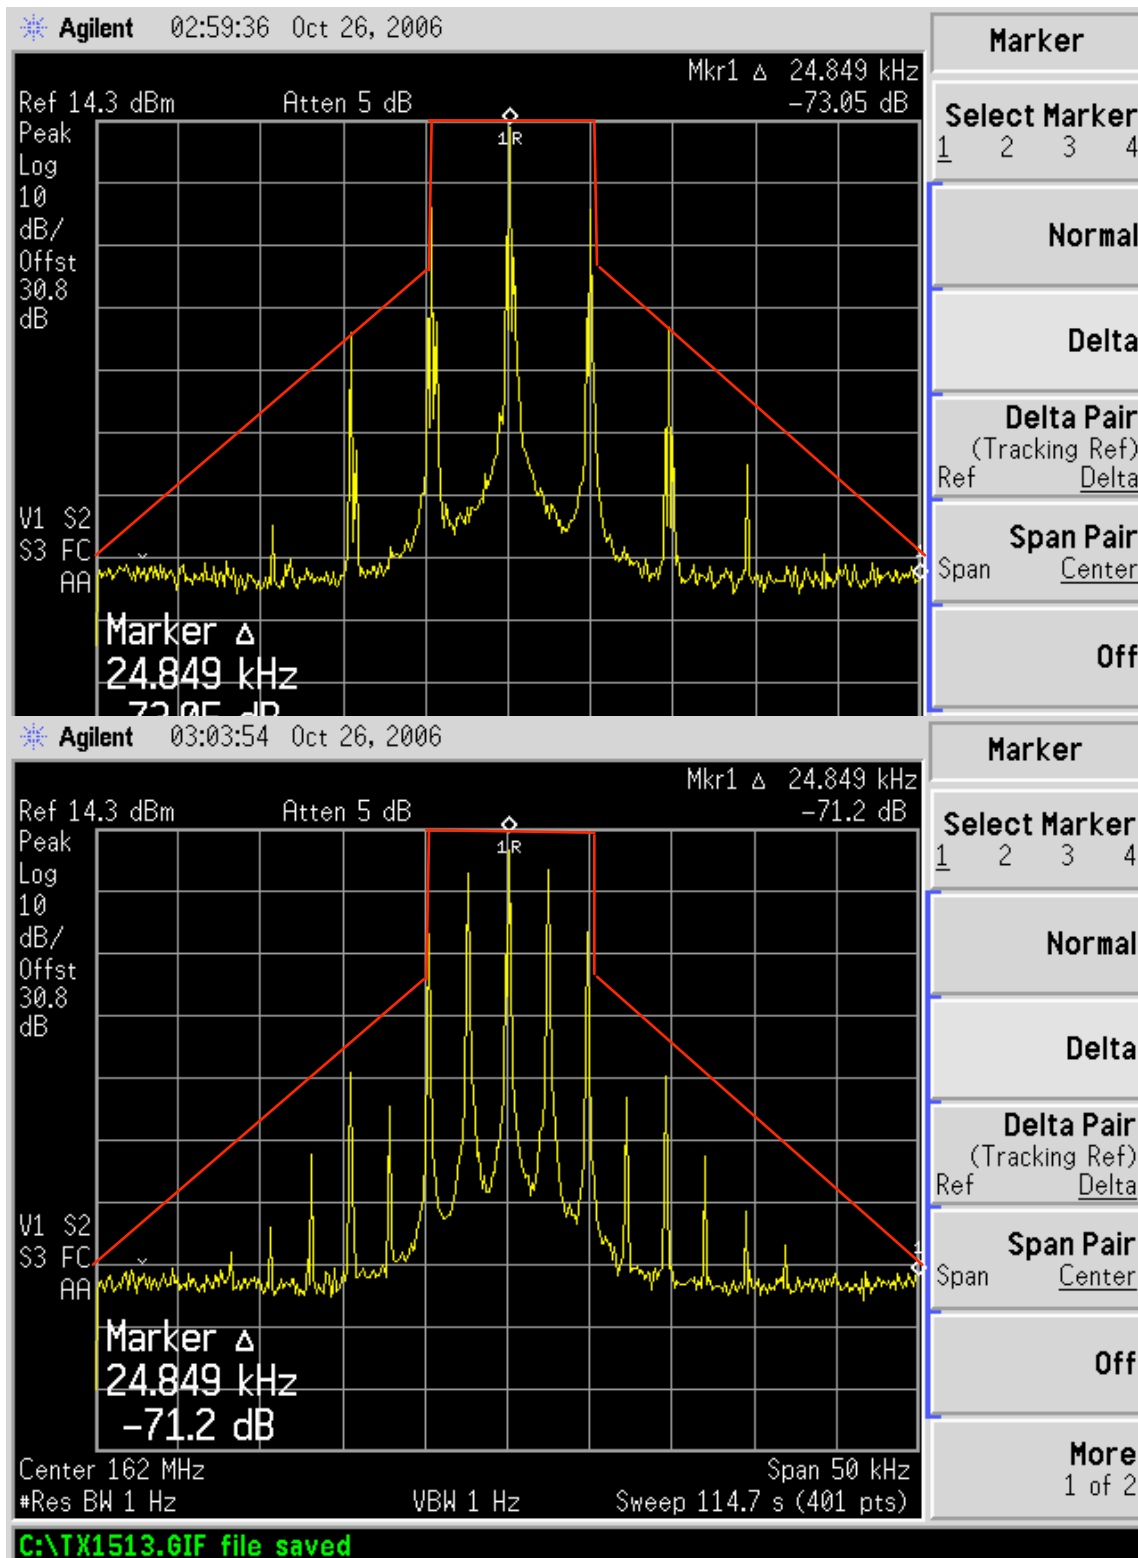 Agilent 02:59:36 Oct 26, 2006
Mkr1 Δ 24.849 kHz
Ref 14.3 dBm Atten 5 dB -73.05 dB
Peak
Log
10
dB/
Offst
30.8
dB
1R
V1 S2
S3 FC
AA
1
Marker Δ
24.849 kHz
-73.05 dB
Marker
Select Marker
1 2 3 4
Normal
Delta
Delta Pair
(Tracking Ref)
Ref Delta
Span Pair
Span Center
Off
Agilent 03:03:54 Oct 26, 2006
Mkr1 Δ 24.849 kHz
Ref 14.3 dBm Atten 5 dB -71.2 dB
Peak
Log
10
dB/
Offst
30.8
dB
1R
V1 S2
S3 FC
AA
1
Marker Δ
24.849 kHz
-71.2 dB
Center 162 MHz Span 50 kHz
#Res BW 1 Hz VBW 1 Hz Sweep 114.7 s (401 pts)
Marker
Select Marker
1 2 3 4
Normal
Delta
Delta Pair
(Tracking Ref)
Ref Delta
Span Pair
Span Center
Off
More
1 of 2
C:\TX1513.GIF file saved